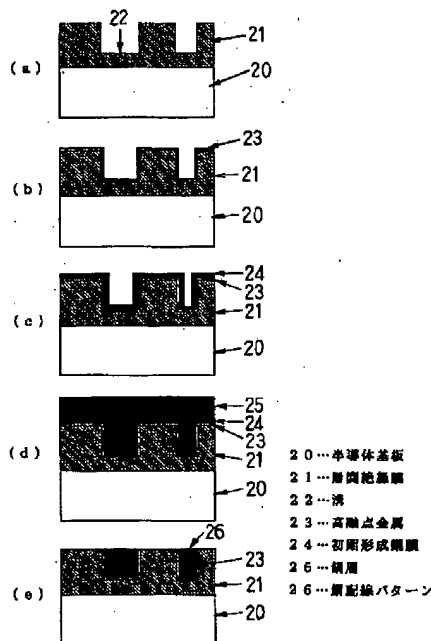 22
21
(a)
20
23
(b)
21
20
24
23
(c)
21
20
25
24
23
(d)
21
20
26
23
(e)
21
20
20…半導体基板
21…層間絶縁膜
22…溝
23…高融点金属
24…初期形成銅膜
25…銅層
26…銅配線パターン